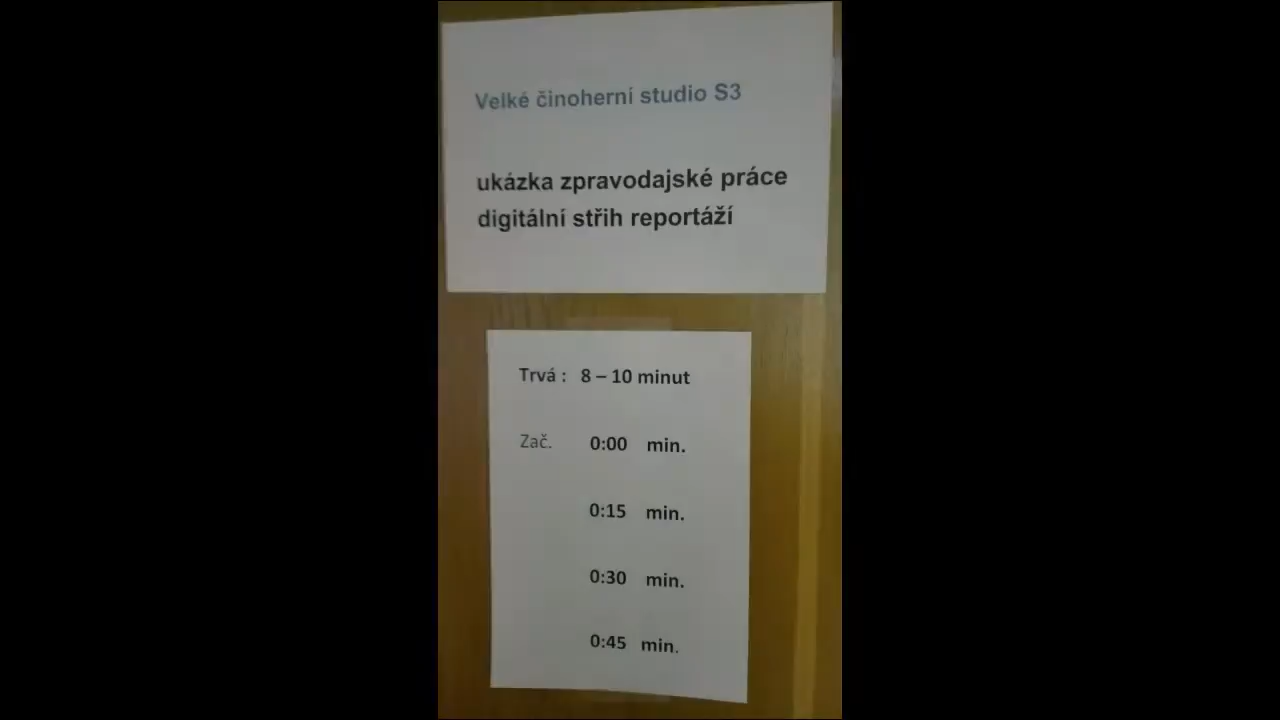 Velké činoherní studio S3
ukázka zpravodajské práce
digitální střih reportáží
Trvá : 8 – 10 minut
Zač. 0:00 min.
0:15 min.
0:30 min.
0:45 min.